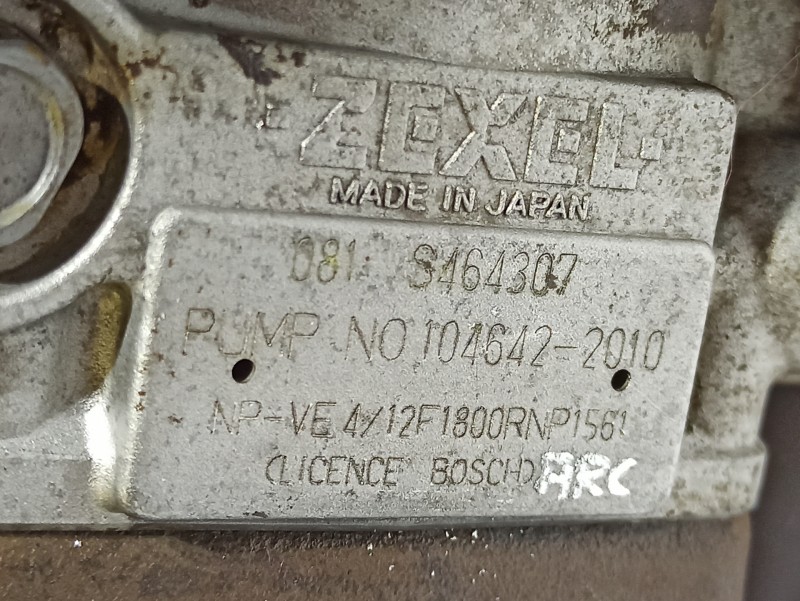 ZEXEL
MADE IN JAPAN
081 S464307
PUMP NO 104642-2010
NP-VE 4/12F1800RNP1561
(LICENCE BOSCH) ARC